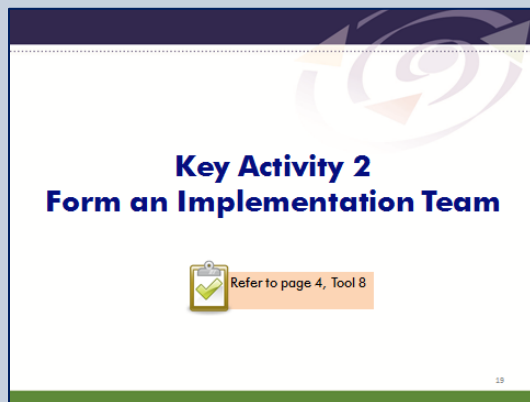 Key Activity 2
Form an Implementation Team
Refer to page 4, Tool 8
19